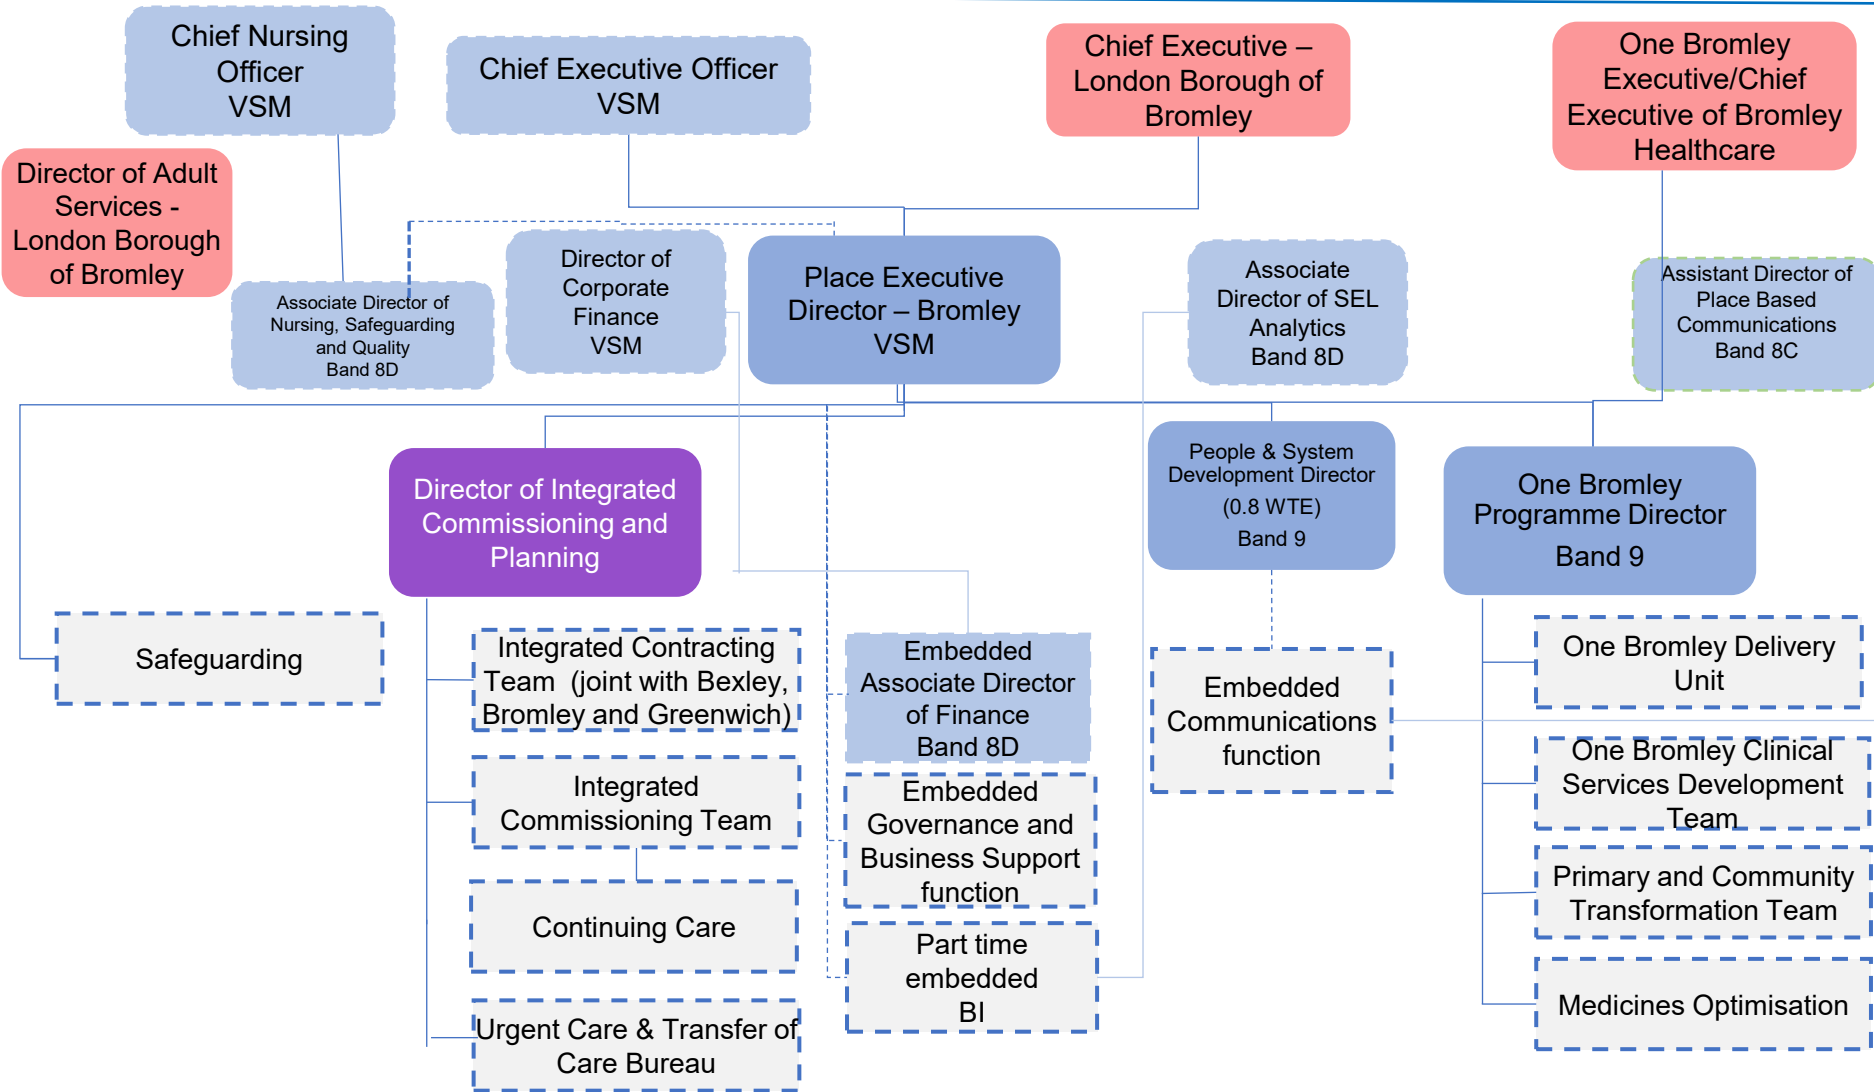 Chief Nursing
Officer
VSM
Chief Executive Officer
VSM
Chief Executive –
London Borough of
Bromley
One Bromley
Executive/Chief
Executive of Bromley
Healthcare
Director of Adult
Services -
London Borough
of Bromley
Associate Director of
Nursing, Safeguarding
and Quality
Band 8D
Director of
Corporate
Finance
VSM
Place Executive
Director – Bromley
VSM
Associate
Director of SEL
Analytics
Band 8D
Assistant Director of
Place Based
Communications
Band 8C
Director of Integrated
Commissioning and
Planning
People & System
Development Director
(0.8 WTE)
Band 9
One Bromley
Programme Director
Band 9
Safeguarding
Integrated Contracting
Team (joint with Bexley,
Bromley and Greenwich)
Integrated
Commissioning Team
Continuing Care
Urgent Care & Transfer of
Care Bureau
Embedded
Associate Director
of Finance
Band 8D
Embedded
Governance and
Business Support
function
Part time
embedded
BI
Embedded
Communications
function
One Bromley Delivery
Unit
One Bromley Clinical
Services Development
Team
Primary and Community
Transformation Team
Medicines Optimisation